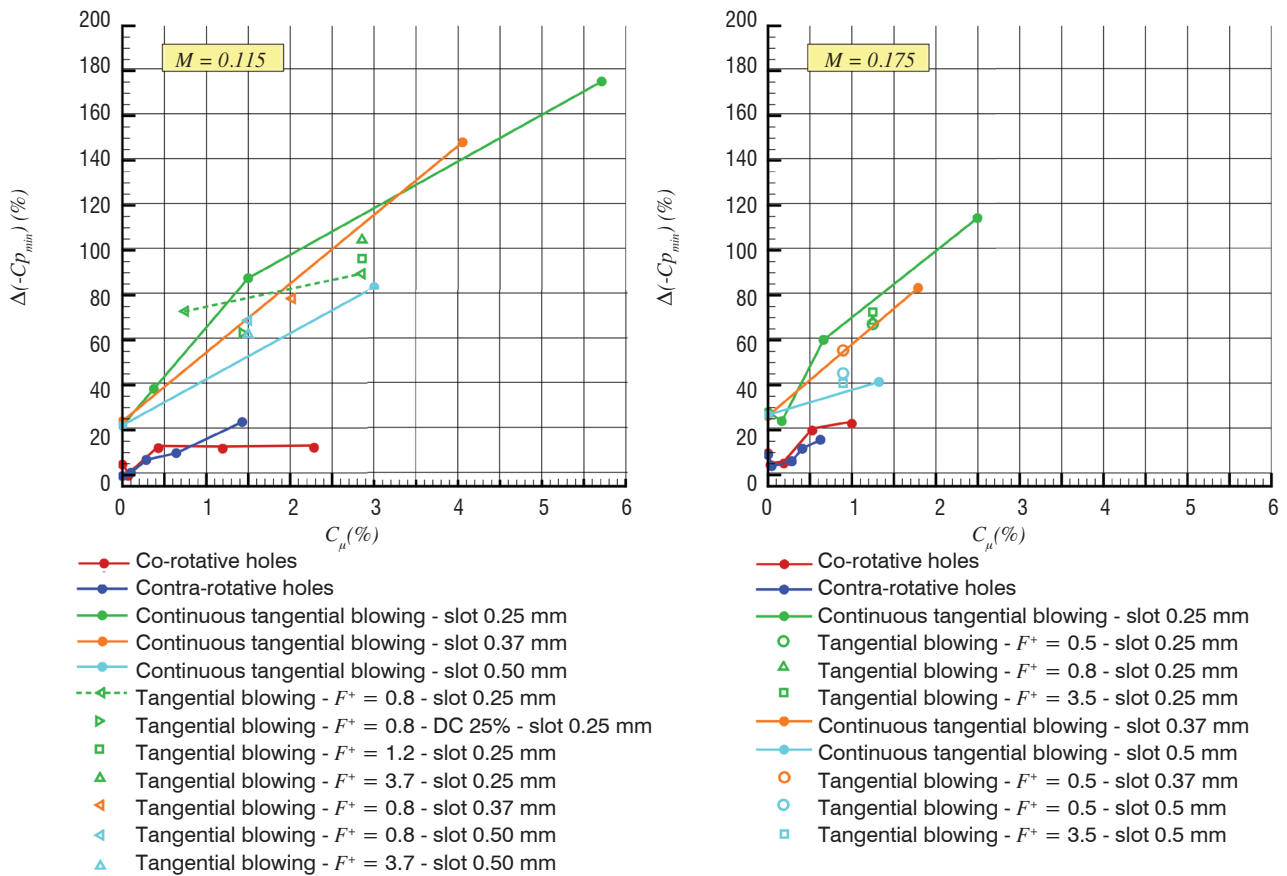 200
180
160
140
120
100
80
60
40
20
0
Δ(-Cp_min) (%)
M = 0.115
0 1 2 3 4 5 6
C_μ(%)
Co-rotative holes
Contra-rotative holes
Continuous tangential blowing - slot 0.25 mm
Continuous tangential blowing - slot 0.37 mm
Continuous tangential blowing - slot 0.50 mm
Tangential blowing - F⁺ = 0.8 - slot 0.25 mm
Tangential blowing - F⁺ = 0.8 - DC 25% - slot 0.25 mm
Tangential blowing - F⁺ = 1.2 - slot 0.25 mm
Tangential blowing - F⁺ = 3.7 - slot 0.25 mm
Tangential blowing - F⁺ = 0.8 - slot 0.37 mm
Tangential blowing - F⁺ = 0.8 - slot 0.50 mm
Tangential blowing - F⁺ = 3.7 - slot 0.50 mm
200
180
160
140
120
100
80
60
40
20
0
Δ(-Cp_min) (%)
M = 0.175
0 1 2 3 4 5 6
C_μ(%)
Co-rotative holes
Contra-rotative holes
Continuous tangential blowing - slot 0.25 mm
Tangential blowing - F⁺ = 0.5 - slot 0.25 mm
Tangential blowing - F⁺ = 0.8 - slot 0.25 mm
Tangential blowing - F⁺ = 3.5 - slot 0.25 mm
Continuous tangential blowing - slot 0.37 mm
Continuous tangential blowing - slot 0.5 mm
Tangential blowing - F⁺ = 0.5 - slot 0.37 mm
Tangential blowing - F⁺ = 0.5 - slot 0.5 mm
Tangential blowing - F⁺ = 3.5 - slot 0.5 mm